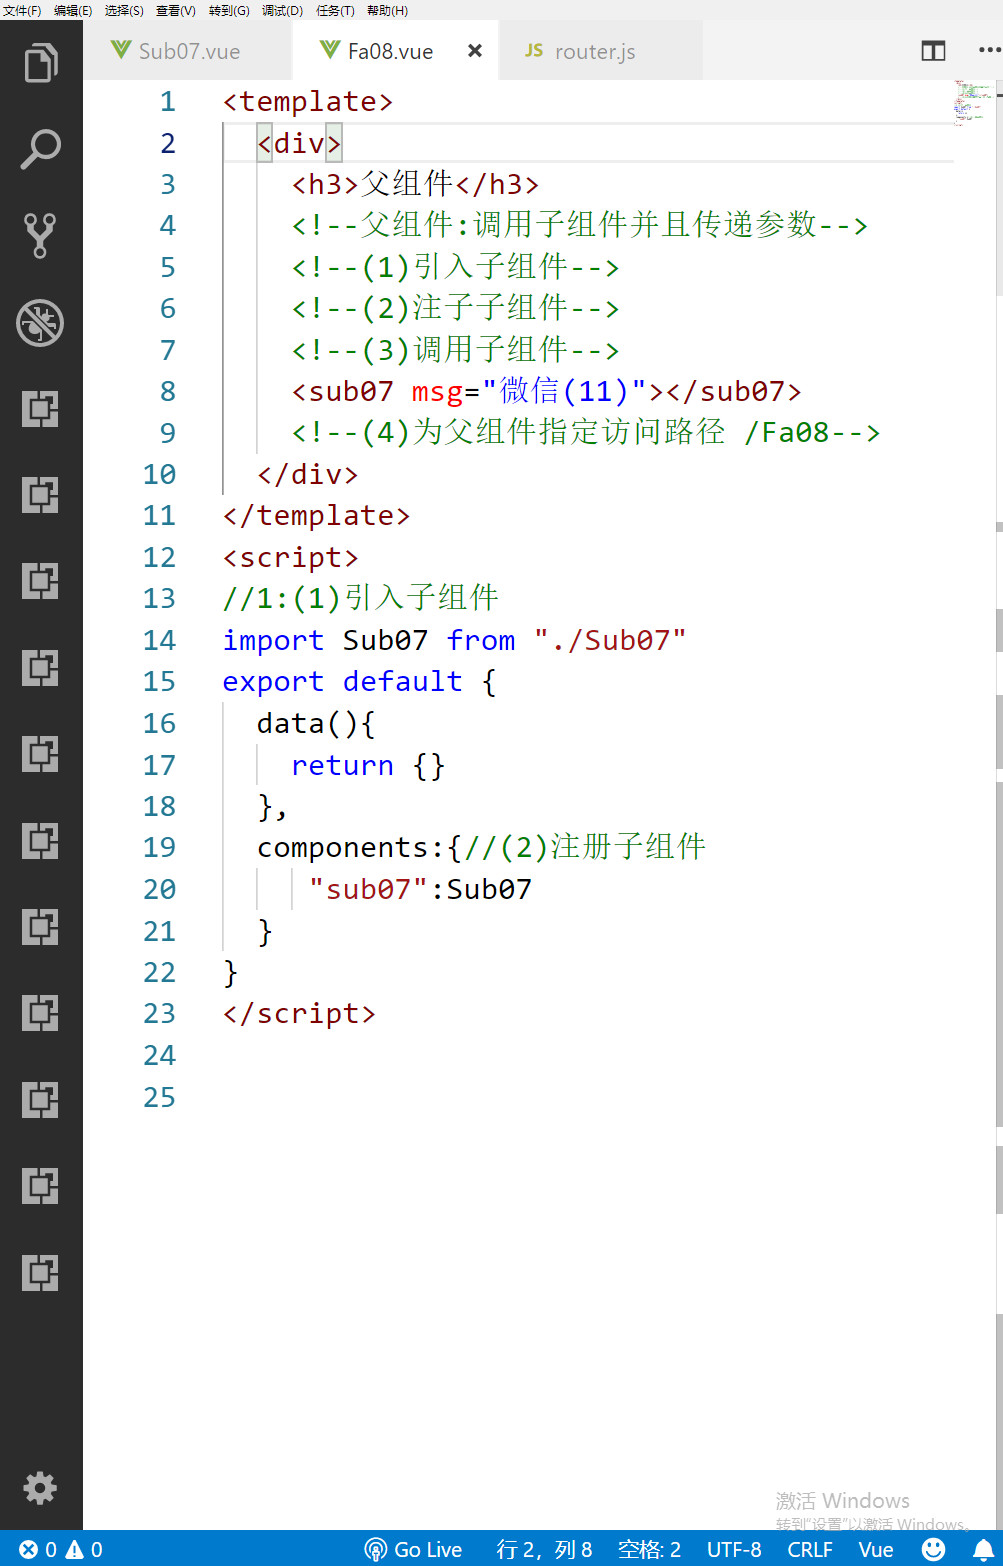 文件(F) 编辑(E) 选择(S) 查看(V) 转到(G) 调试(D) 任务(T) 帮助(H)
Sub07.vue Fa08.vue JS router.js
1 <template>
2 <div>
3 <h3>父组件</h3>
4 <!--父组件:调用子组件并且传递参数-->
5 <!--(1)引入子组件-->
6 <!--(2)注子子组件-->
7 <!--(3)调用子组件-->
8 <sub07 msg="微信(11)"></sub07>
9 <!--(4)为父组件指定访问路径 /Fa08-->
10 </div>
11 </template>
12 <script>
13 //1:(1)引入子组件
14 import Sub07 from "./Sub07"
15 export default {
16 data(){
17 return {}
18 },
19 components:{//(2)注册子组件
20 "sub07":Sub07
21 }
22 }
23 </script>
24
25
激活 Windows
转到"设置"以激活 Windows。
0 0 Go Live 行 2，列 8 空格: 2 UTF-8 CRLF Vue